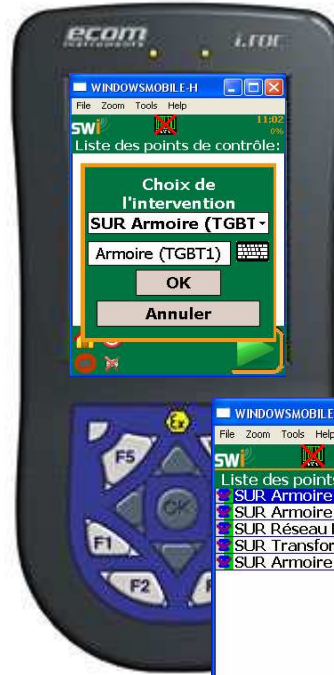 ecom
instruments
i.roc
WINDOWSMOBILE-H
File Zoom Tools Help
swi
11:02
0%
Liste des points de contrôle:
Choix de
l'intervention
SUR Armoire (TGBT
Armoire (TGBT1)
OK
Annuler
Ex
F5
OK
F1
F2
WINDOWSMOBILE
File Zoom Tools Help
swi
Liste des points
SUR Armoire
SUR Armoire
SUR Réseau
SUR Transfor
SUR Armoire